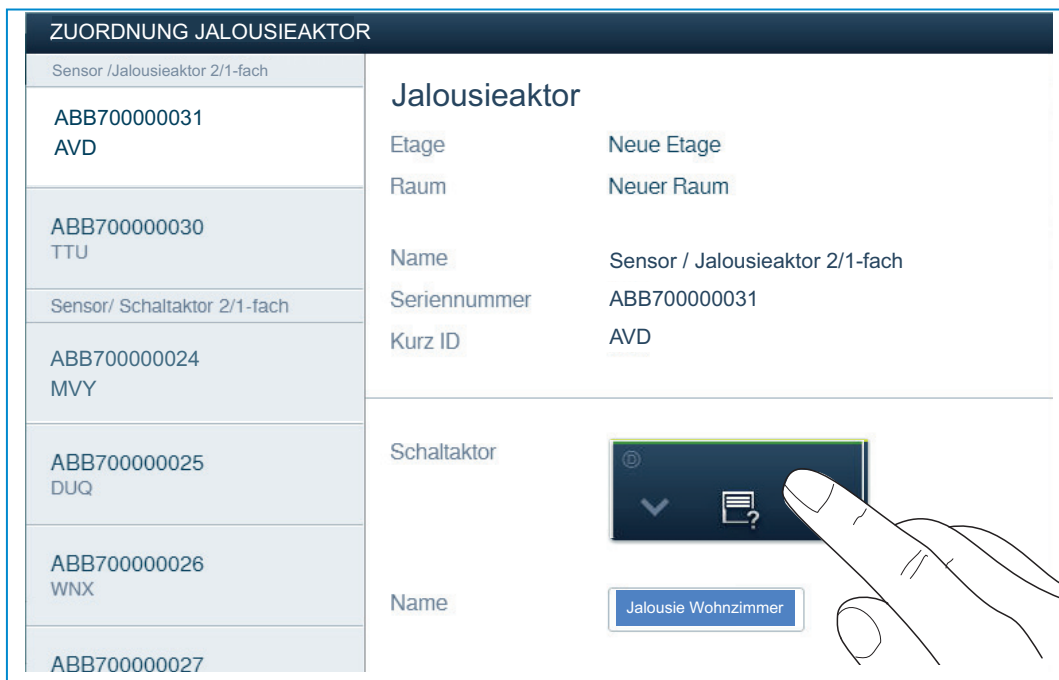 ZUORDNUNG JALOUSIEAKTOR
Sensor /Jalousieaktor 2/1-fach
ABB700000031
AVD
ABB700000030
TTU
Sensor/ Schaltaktor 2/1-fach
ABB700000024
MVY
ABB700000025
DUQ
ABB700000026
WNX
ABB700000027
Jalousieaktor
Etage Neue Etage
Raum Neuer Raum
Name Sensor / Jalousieaktor 2/1-fach
Seriennummer ABB700000031
Kurz ID AVD
Schaltaktor
D
?
Name Jalousie Wohnzimmer